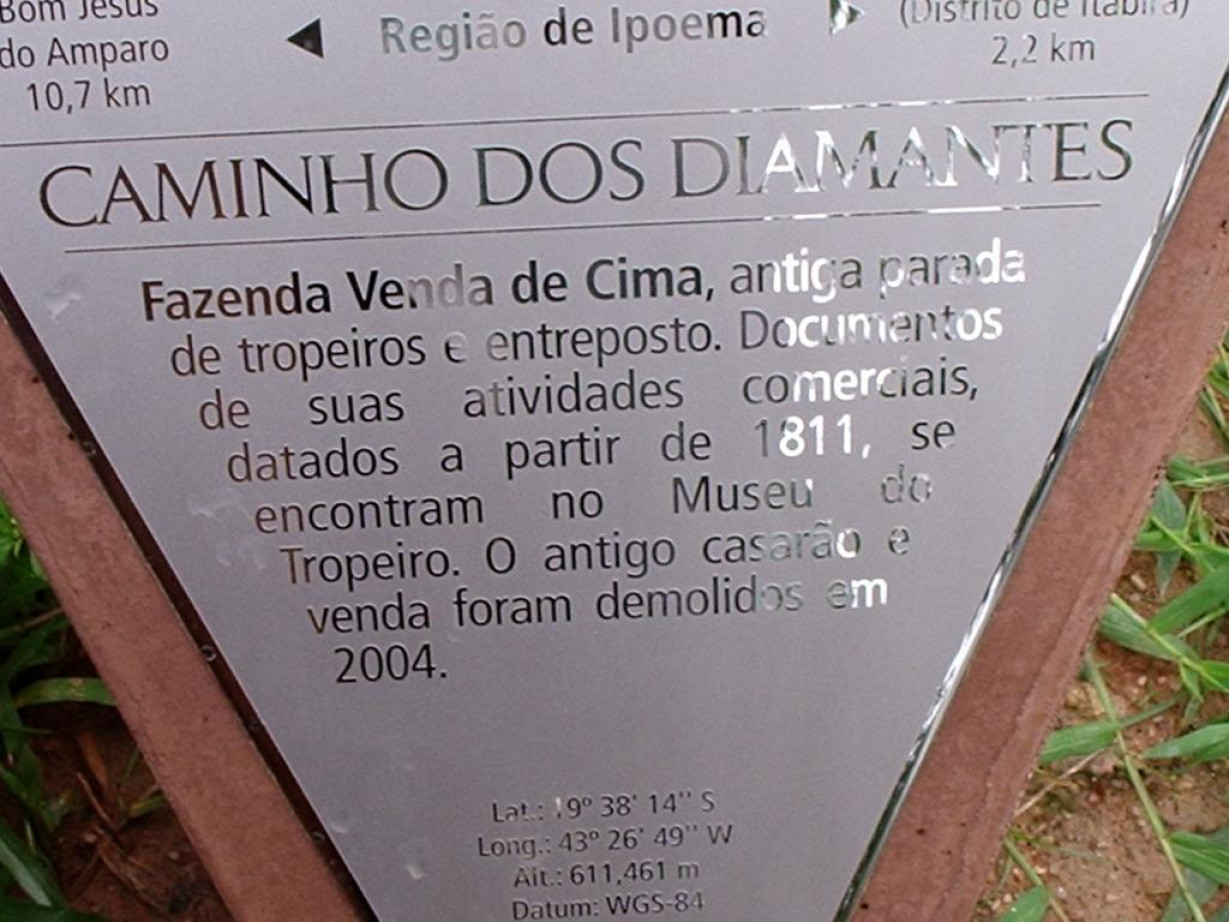 Bom Jesus
do Amparo
10,7 km
Região de Ipoema
(Distrito de Itabira)
2,2 km
CAMINHO DOS DIAMANTES
Fazenda Venda de Cima, antiga parada
de tropeiros e entreposto. Documentos
de suas atividades comerciais,
datados a partir de 1811, se
encontram no Museu do
Tropeiro. O antigo casarão e
venda foram demolidos em
2004.
Lat.: 19º 38' 14'' S
Long.: 43º 26' 49'' W
Alt.: 611,461 m
Datum: WGS-84